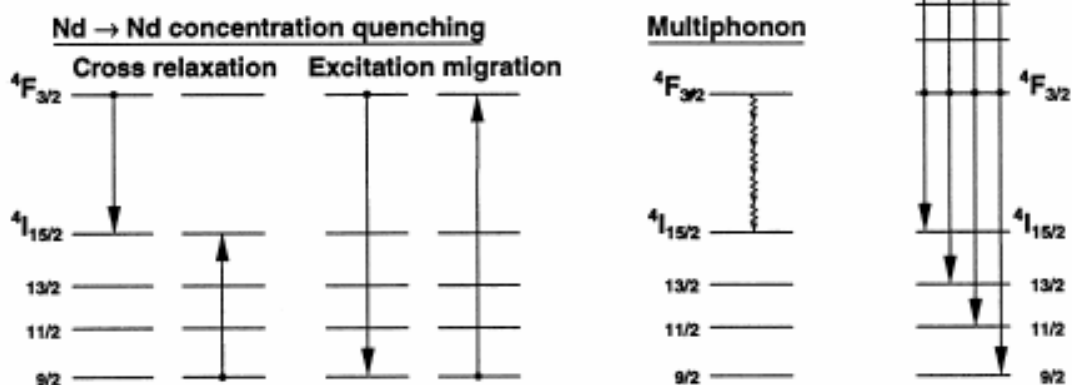 Nd → Nd concentration quenching
Cross relaxation Excitation migration
⁴F₃/₂
⁴I₁₅/₂
13/2
11/2
9/2
Multiphonon
⁴F₃/₂
⁴I₁₅/₂
13/2
11/2
9/2
⁴F₃/₂
⁴I₁₅/₂
13/2
11/2
9/2